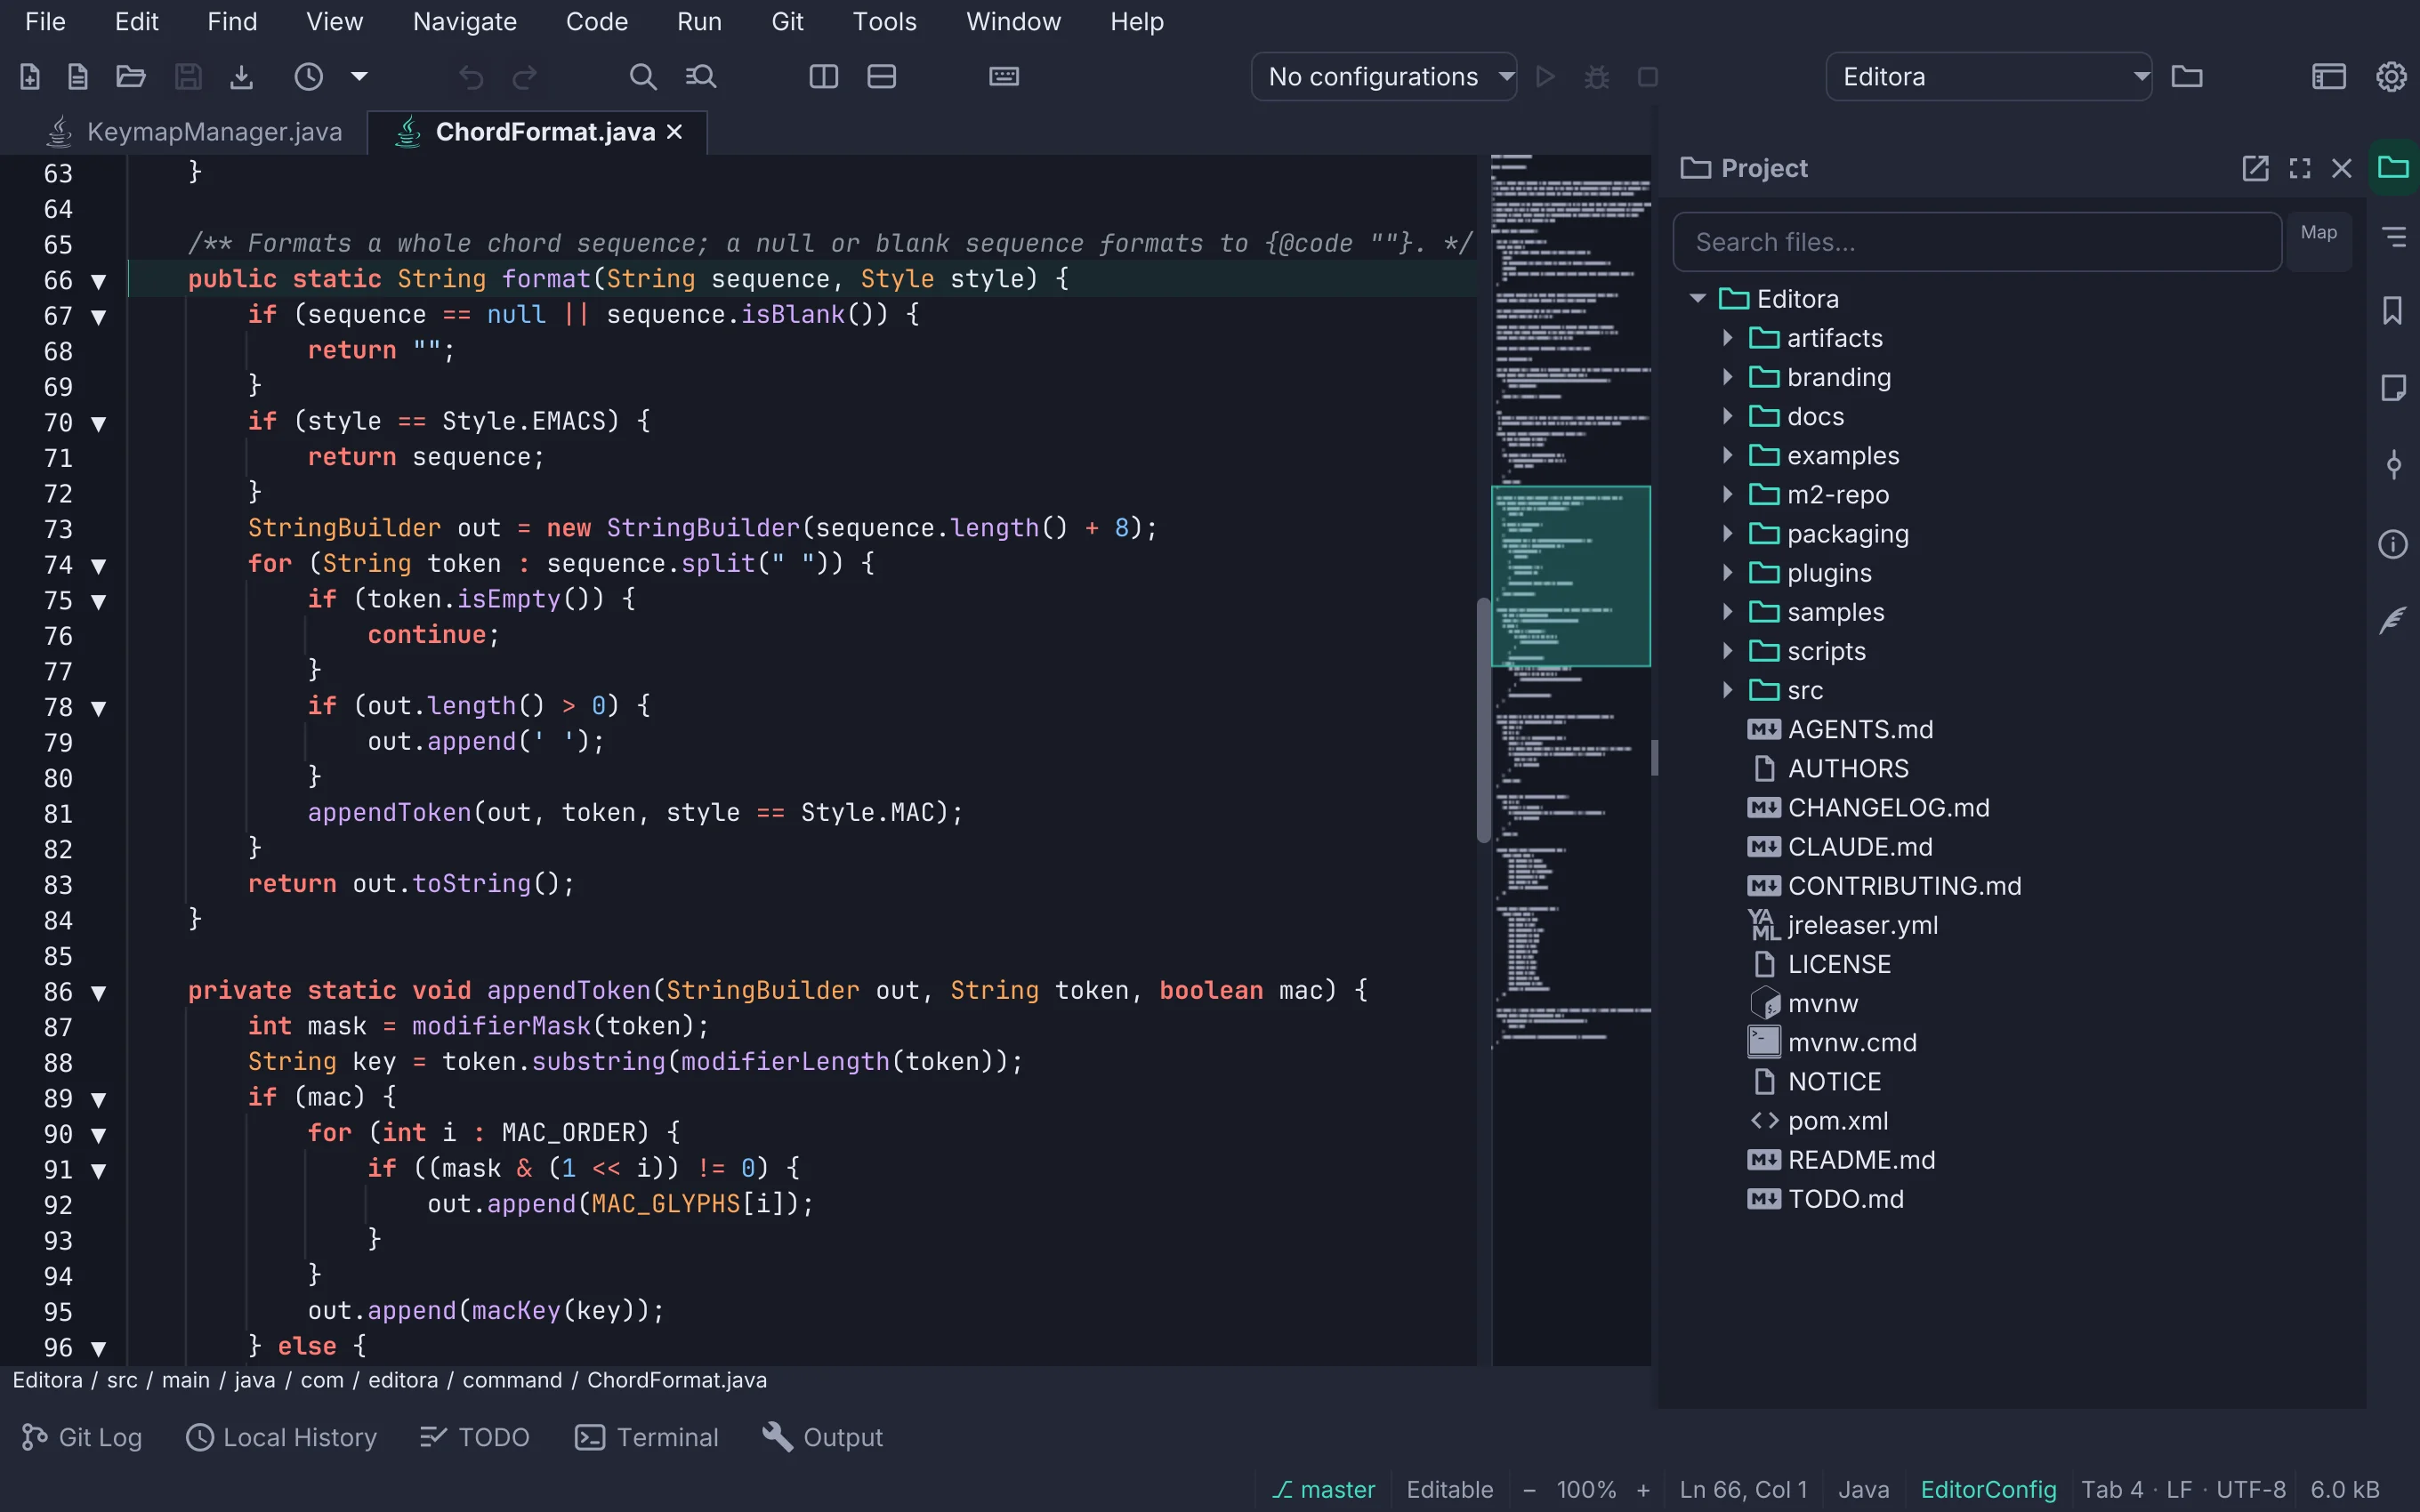 File Edit Find View Navigate Code Run Git Tools Window Help
No configurations Editora
KeymapManager.java ChordFormat.java
63     }
64
65     /** Formats a whole chord sequence; a null or blank sequence formats to {@code ""}. */
66     public static String format(String sequence, Style style) {
67         if (sequence == null || sequence.isBlank()) {
68             return "";
69         }
70         if (style == Style.EMACS) {
71             return sequence;
72         }
73         StringBuilder out = new StringBuilder(sequence.length() + 8);
74         for (String token : sequence.split(" ")) {
75             if (token.isEmpty()) {
76                 continue;
77             }
78             if (out.length() > 0) {
79                 out.append(' ');
80             }
81             appendToken(out, token, style == Style.MAC);
82         }
83         return out.toString();
84     }
85
86     private static void appendToken(StringBuilder out, String token, boolean mac) {
87         int mask = modifierMask(token);
88         String key = token.substring(modifierLength(token));
89         if (mac) {
90             for (int i : MAC_ORDER) {
91                 if ((mask & (1 << i)) != 0) {
92                     out.append(MAC_GLYPHS[i]);
93                 }
94             }
95             out.append(macKey(key));
96         } else {
Project
Search files...
Map
Editora
artifacts
branding
docs
examples
m2-repo
packaging
plugins
samples
scripts
src
AGENTS.md
AUTHORS
CHANGELOG.md
CLAUDE.md
CONTRIBUTING.md
jreleaser.yml
LICENSE
mvnw
mvnw.cmd
NOTICE
pom.xml
README.md
TODO.md
Editora / src / main / java / com / editora / command / ChordFormat.java
Git Log Local History TODO Terminal Output
master Editable − 100% + Ln 66, Col 1 Java EditorConfig Tab 4 · LF · UTF-8 6.0 kB